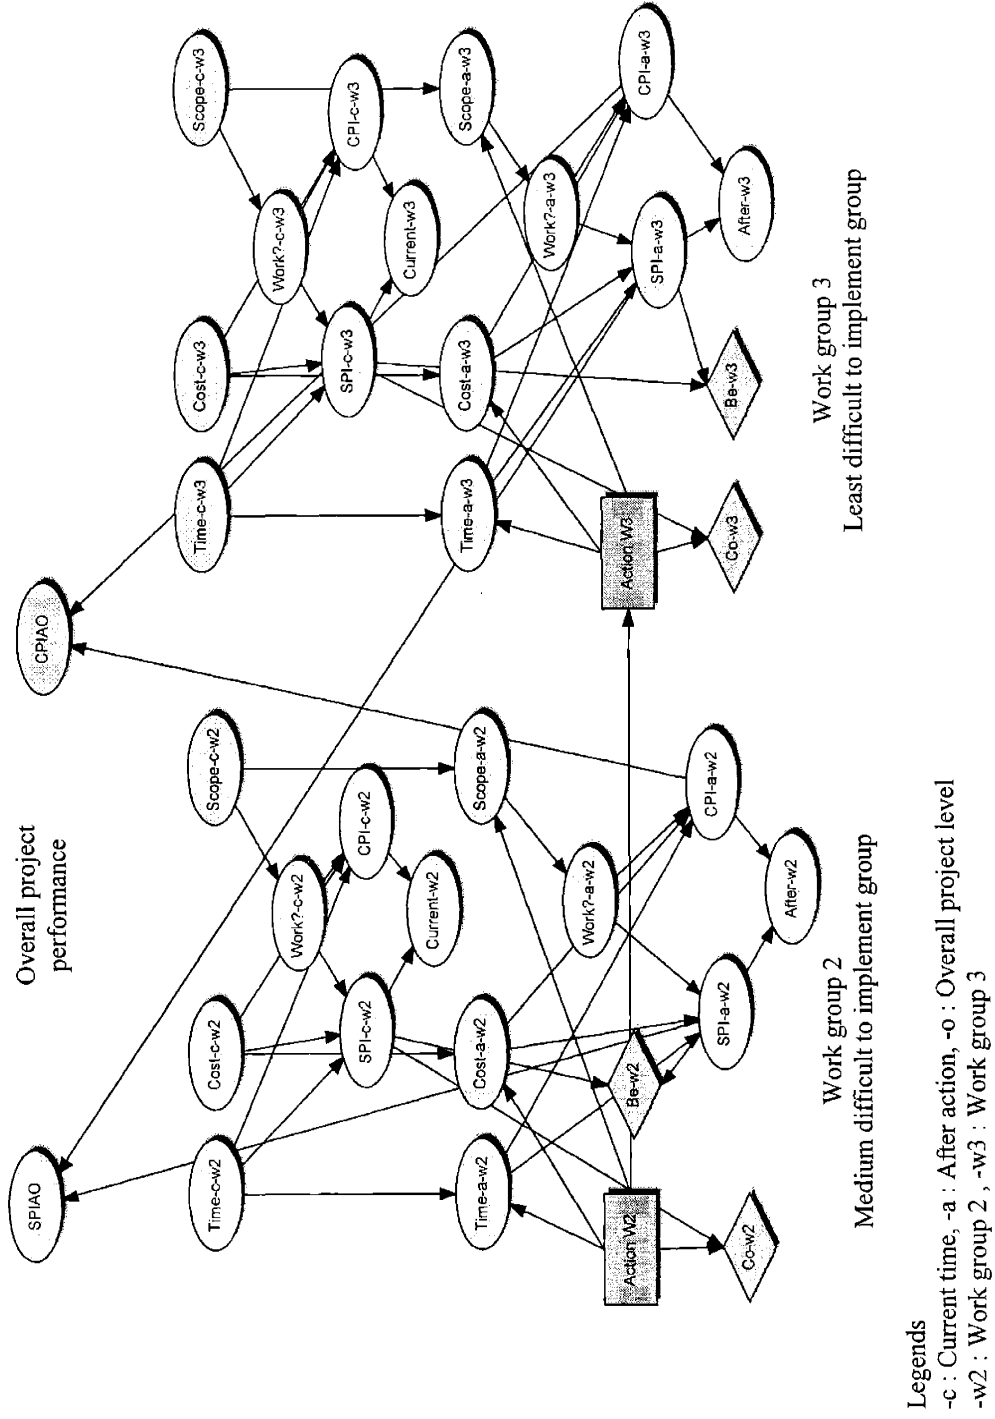 Overall project
performance
SPIAO
CPIAO
Time-c-w2
Cost-c-w2
Work?-c-w2
Scope-c-w2
SPI-c-w2
CPI-c-w2
Current-w2
Time-a-w2
Cost-a-w2
Scope-a-w2
Work?-a-w2
Action W2
Be-w2
SPI-a-w2
CPI-a-w2
Co-w2
After-w2
Work group 2
Medium difficult to implement group
Time-c-w3
Cost-c-w3
Work?-c-w3
Scope-c-w3
SPI-c-w3
CPI-c-w3
Current-w3
Time-a-w3
Cost-a-w3
Scope-a-w3
Work?-a-w3
Action W3
SPI-a-w3
CPI-a-w3
Co-w3
Be-w3
After-w3
Work group 3
Least difficult to implement group
Legends
-c : Current time, -a : After action, -o : Overall project level
-w2 : Work group 2 , -w3 : Work group 3